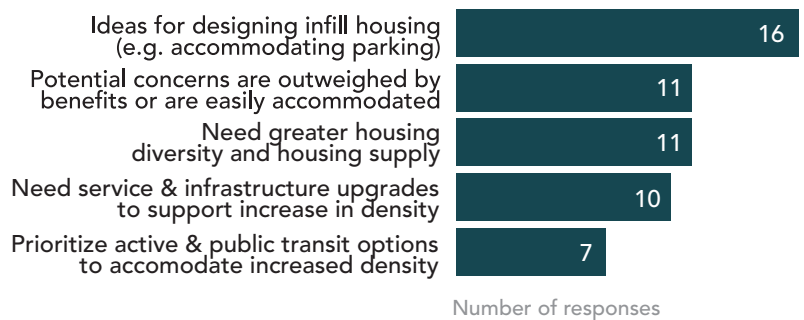 Ideas for designing infill housing
(e.g. accommodating parking)
16
Potential concerns are outweighed by
benefits or are easily accommodated
11
Need greater housing
diversity and housing supply
11
Need service & infrastructure upgrades
to support increase in density
10
Prioritize active & public transit options
to accomodate increased density
7
Number of responses